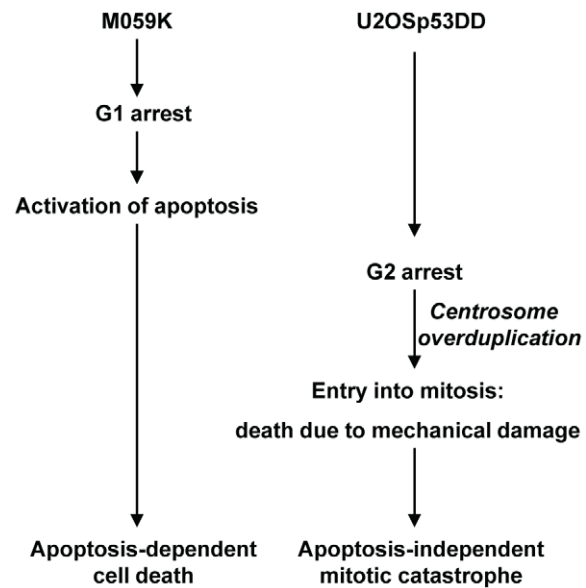 M059K
G1 arrest
Activation of apoptosis
Apoptosis-dependent
cell death
U2OSp53DD
G2 arrest
Centrosome
overduplication
Entry into mitosis:
death due to mechanical damage
Apoptosis-independent
mitotic catastrophe